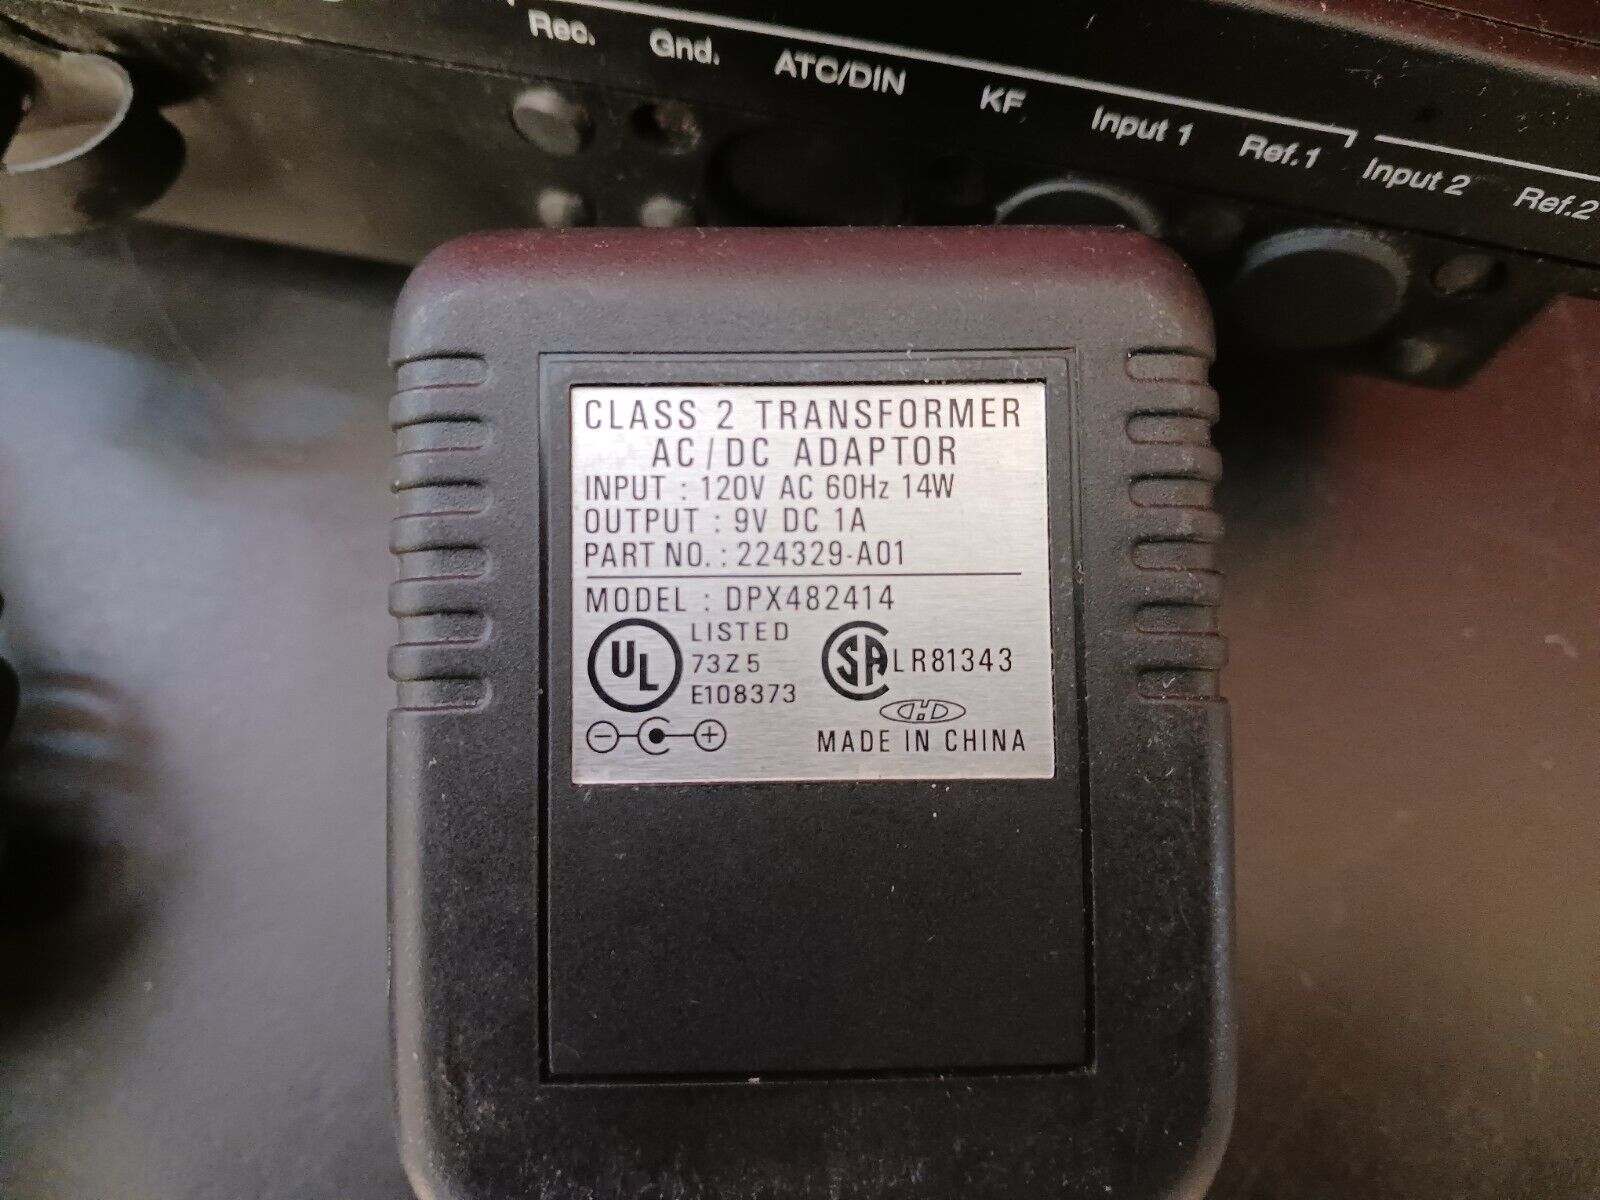 Rec. Gnd. ATC/DIN KF Input 1 Ref.1 Input 2 Ref.2
CLASS 2 TRANSFORMER
AC/DC ADAPTOR
INPUT : 120V AC 60Hz 14W
OUTPUT : 9V DC 1A
PART NO. : 224329-A01
MODEL : DPX482414
UL LISTED
73Z5
E108373
SA LR81343
MADE IN CHINA